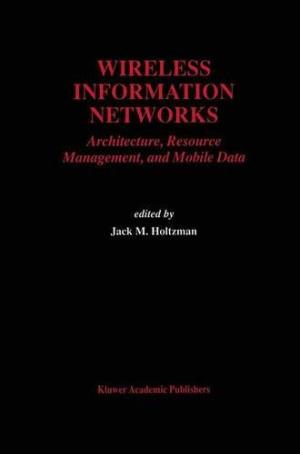 WIRELESS
INFORMATION
NETWORKS
Architecture, Resource
Management, and Mobile Data
edited by
Jack M. Holtzman
Kluwer Academic Publishers